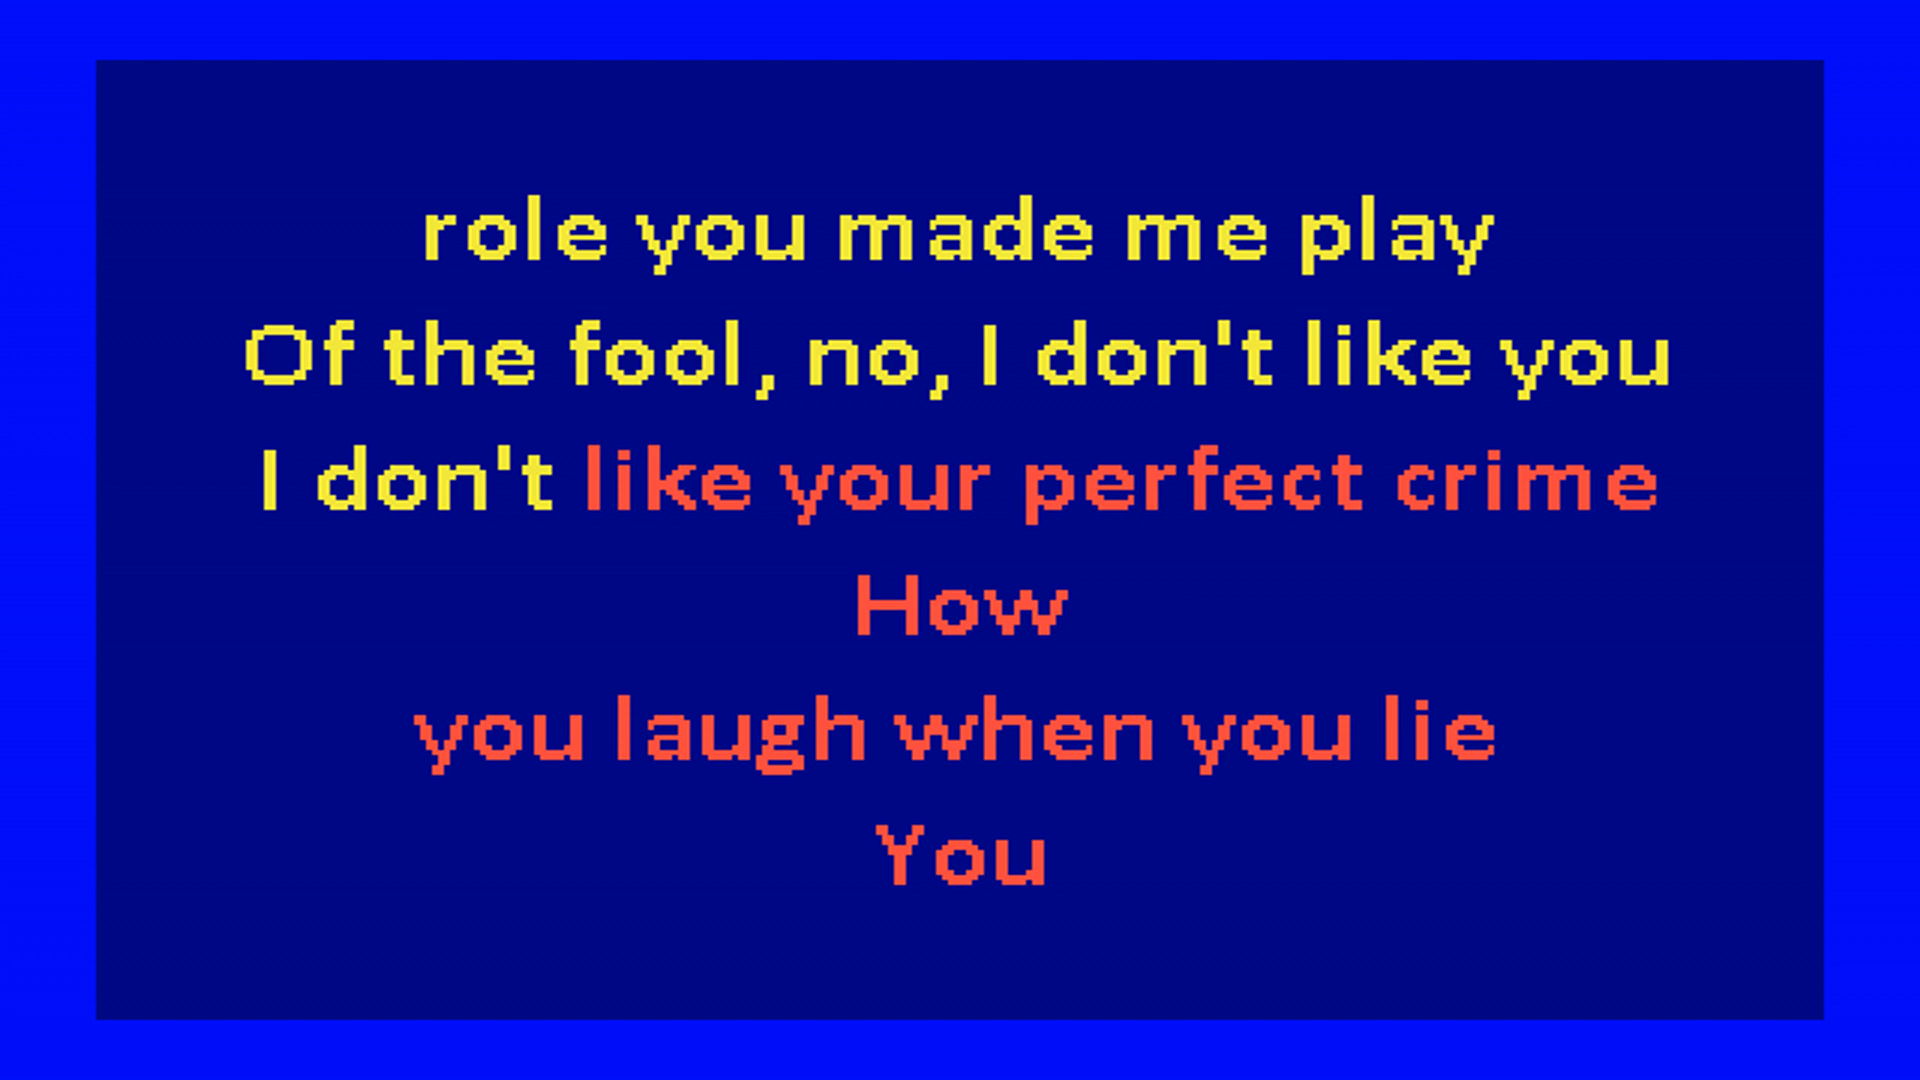 role you made me play
Of the fool, no, I don't like you
I don't like your perfect crime
How
you laugh when you lie
You